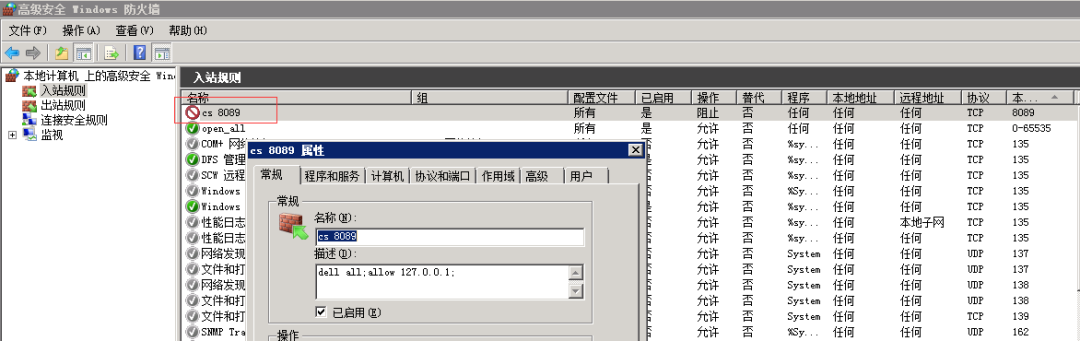 高级安全 Windows 防火墙
文件(F) 操作(A) 查看(V) 帮助(H)
本地计算机 上的高级安全 Win
入站规则
出站规则
连接安全规则
监视
入站规则
名称 组 配置文件 已启用 操作 替代 程序 本地地址 远程地址 协议 本...
cs 8089 所有 是 阻止 否 任何 任何 任何 TCP 8089
open_all 所有 是 允许 否 任何 任何 任何 TCP 0-65535
COM+ 网络 允许 否 %sy... 任何 任何 TCP 135
DFS 管理 允许 否 %sy... 任何 任何 TCP 135
SCW 远程 允许 否 %sy... 任何 任何 TCP 135
Windows 允许 否 %Sy... 任何 任何 TCP 135
Windows 允许 否 %sy... 任何 任何 TCP 135
性能日志 允许 否 %sy... 任何 本地子网 TCP 135
性能日志 允许 否 %sy... 任何 任何 TCP 135
网络发现 允许 否 System 任何 任何 UDP 137
文件和打 允许 否 System 任何 任何 UDP 137
网络发现 允许 否 System 任何 任何 UDP 138
文件和打 允许 否 System 任何 任何 UDP 138
文件和打 允许 否 System 任何 任何 TCP 139
SNMP Tra 允许 否 %Sy... 任何 任何 UDP 162
cs 8089 属性
常规 程序和服务 计算机 协议和端口 作用域 高级 用户
常规
名称(N):
cs 8089
描述(D):
dell all;allow 127.0.0.1;
已启用(E)
操作